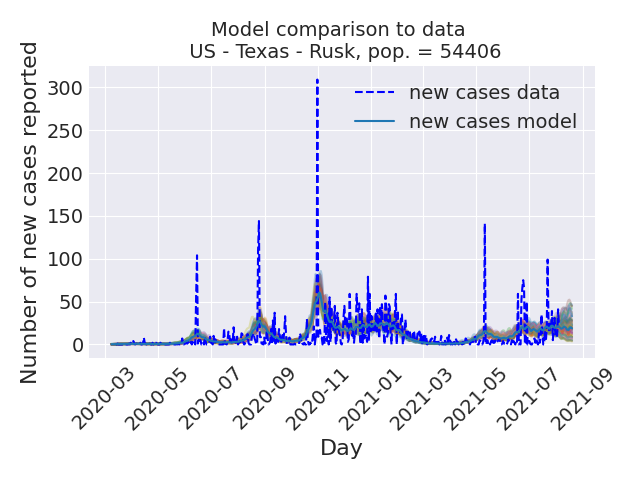 Model comparison to data
US - Texas - Rusk, pop. = 54406
Number of new cases reported
300
250
200
150
100
50
0
new cases data
new cases model
2020-03
2020-05
2020-07
2020-09
2020-11
2021-01
2021-03
2021-05
2021-07
2021-09
Day